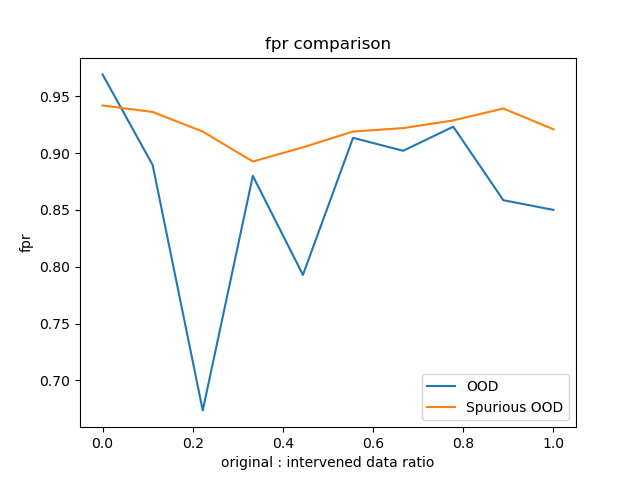 fpr comparison
0.95
0.90
0.85
0.80
0.75
0.70
fpr
0.0 0.2 0.4 0.6 0.8 1.0
original : intervened data ratio
OOD
Spurious OOD